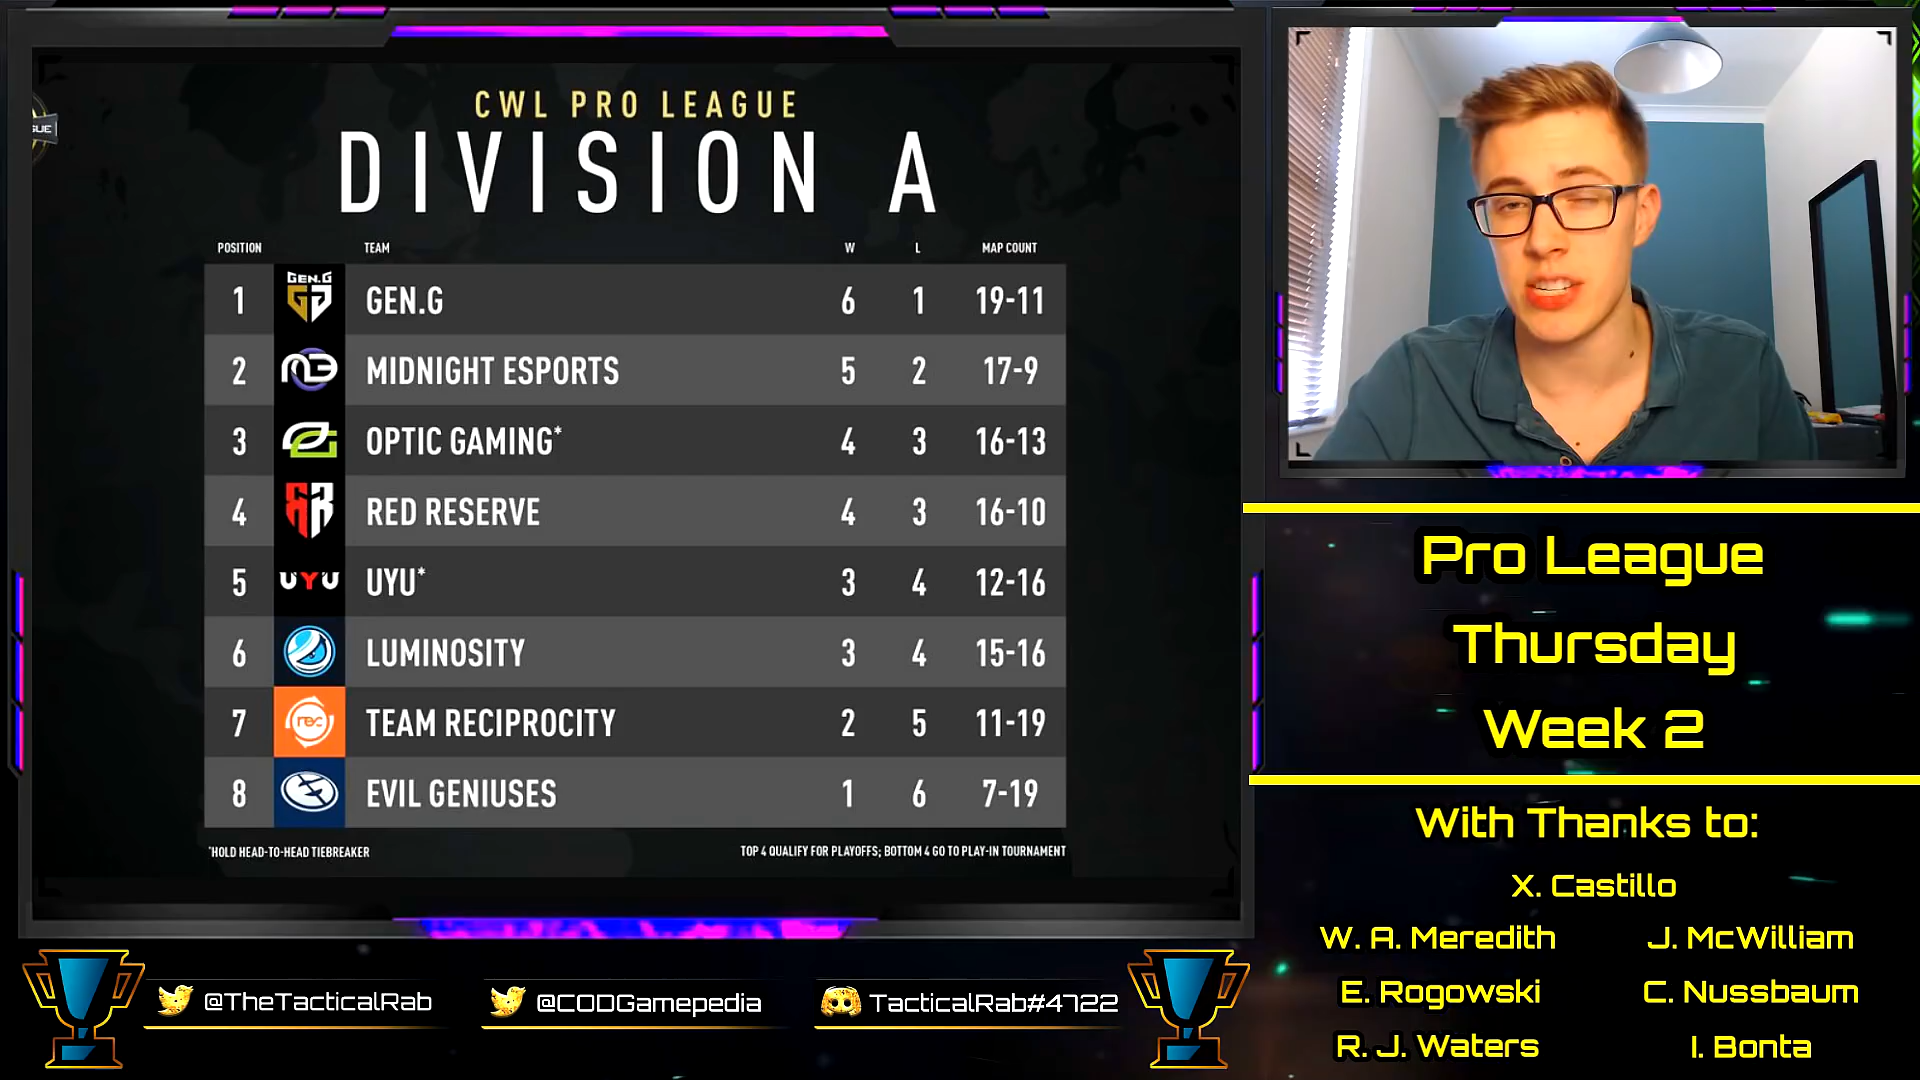 CWL PRO LEAGUE
DIVISION A
POSITION TEAM W L MAP COUNT
1 GEN.G GEN.G 6 1 19-11
2 MIDNIGHT ESPORTS 5 2 17-9
3 OPTIC GAMING* 4 3 16-13
4 RED RESERVE 4 3 16-10
5 UYU UYU* 3 4 12-16
6 LUMINOSITY 3 4 15-16
7 rec TEAM RECIPROCITY 2 5 11-19
8 EVIL GENIUSES 1 6 7-19
*HOLD HEAD-TO-HEAD TIEBREAKER
TOP 4 QUALIFY FOR PLAYOFFS; BOTTOM 4 GO TO PLAY-IN TOURNAMENT
@TheTacticalRab
@CODGamepedia
TacticalRab#4722
Pro League
Thursday
Week 2
With Thanks to:
X. Castillo
W. A. Meredith J. McWilliam
E. Rogowski C. Nussbaum
R. J. Waters I. Bonta